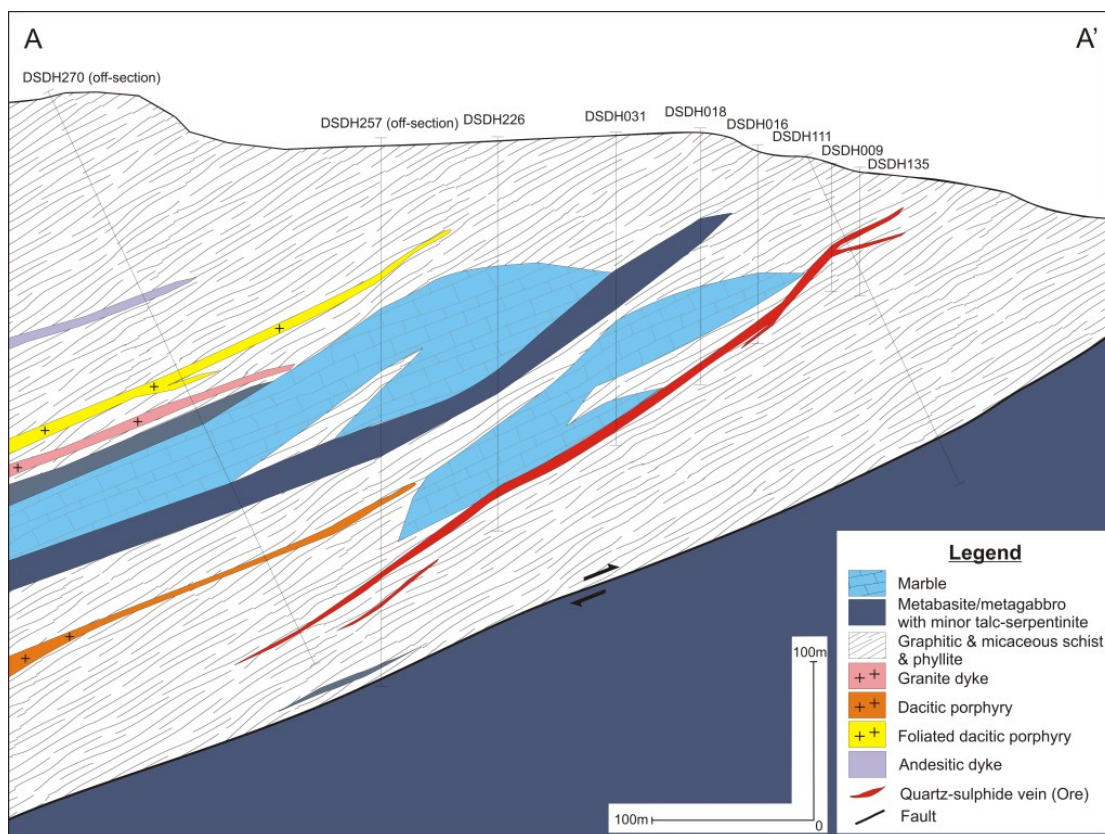 A
A'
DSDH270 (off-section)
DSDH257 (off-section)
DSDH226
DSDH031
DSDH018
DSDH016
DSDH111
DSDH009
DSDH135
Legend
Marble
Metabasite/metagabbro
with minor talc-serpentinite
Graphitic & micaceous schist
& phyllite
Granite dyke
Dacitic porphyry
Foliated dacitic porphyry
Andesitic dyke
Quartz-sulphide vein (Ore)
Fault
100m
100m
0